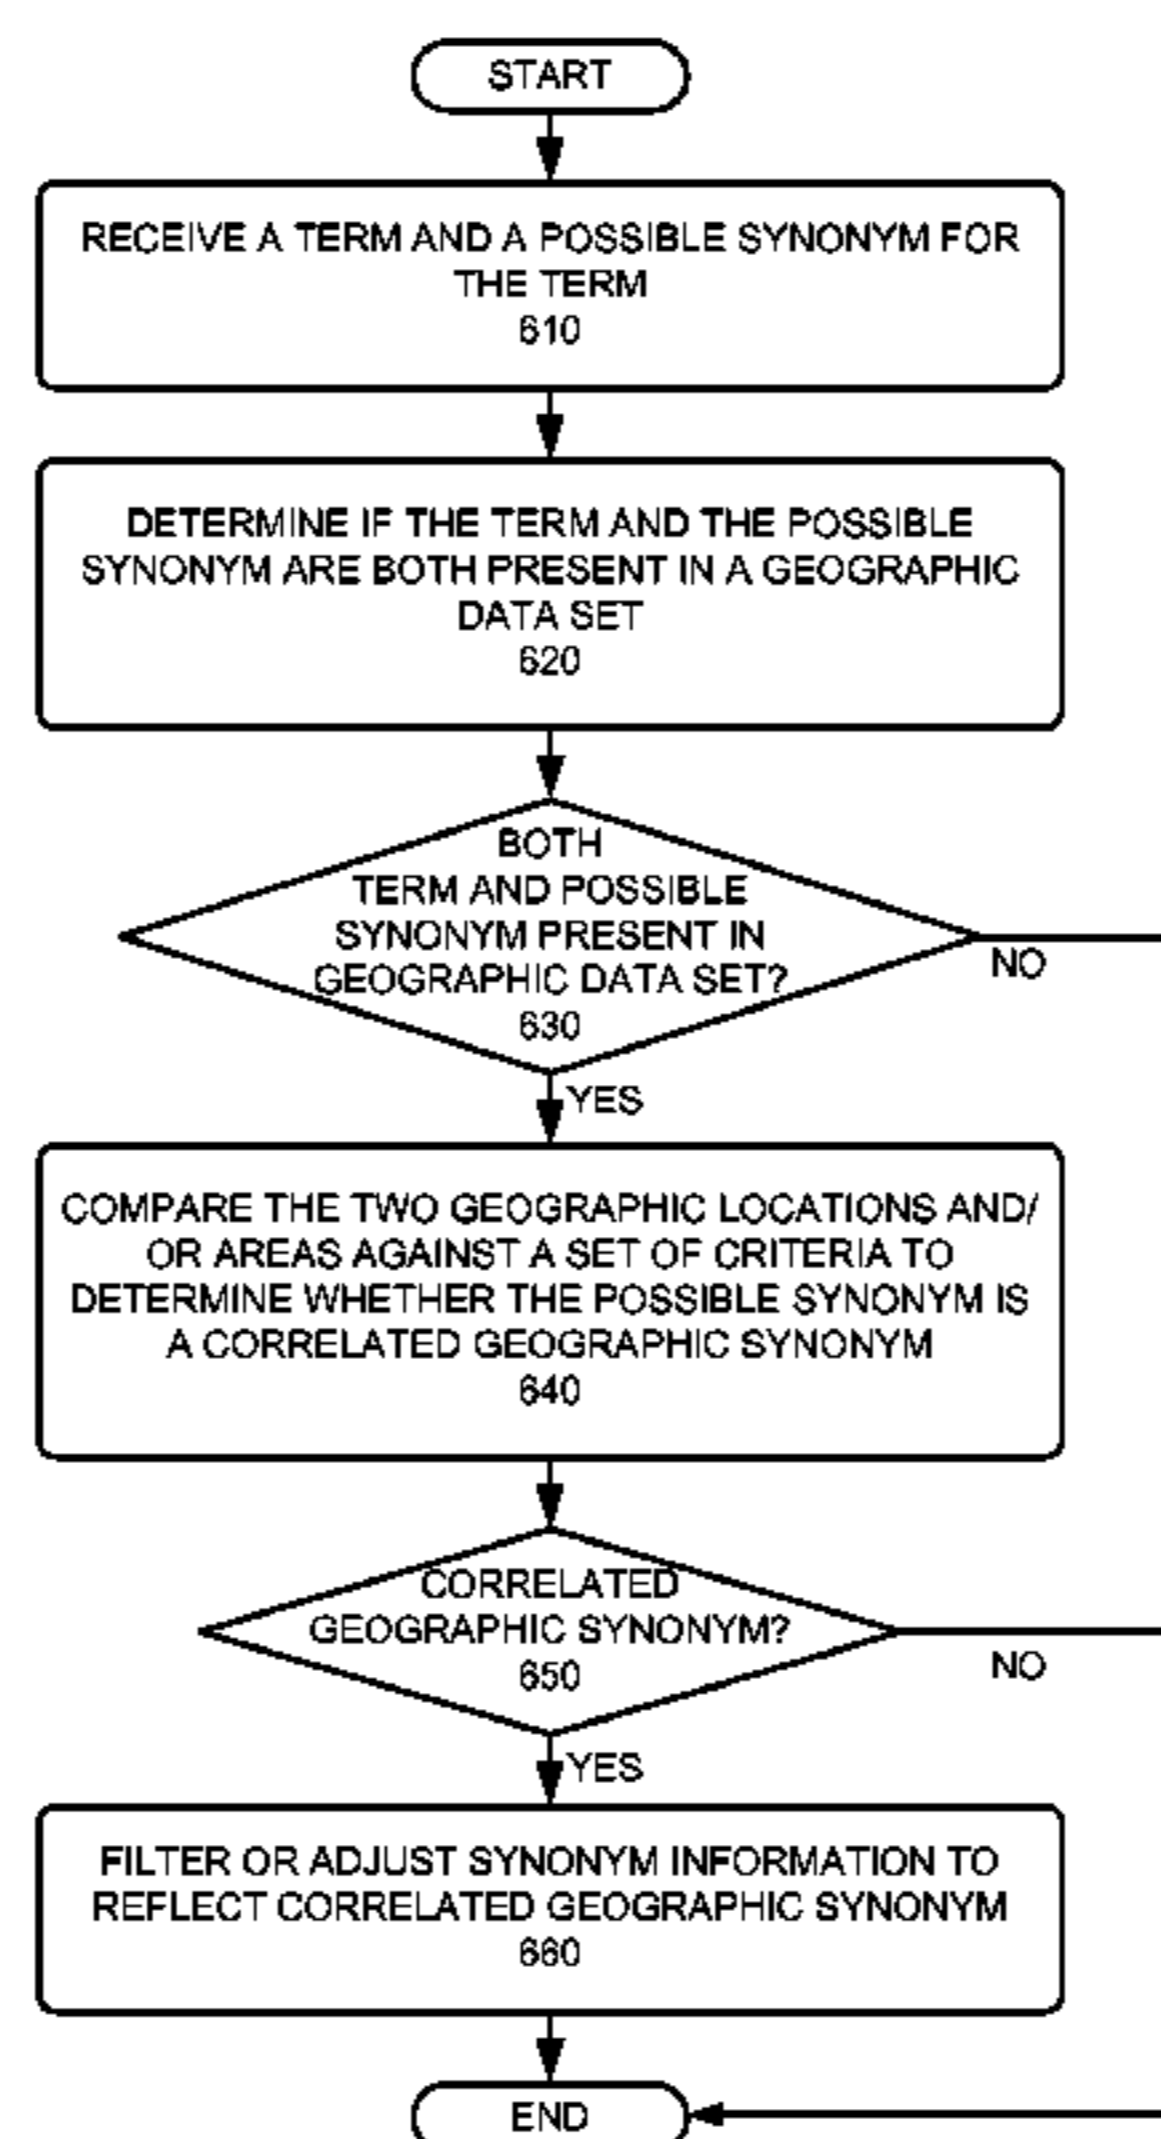 START
RECEIVE A TERM AND A POSSIBLE SYNONYM FOR
THE TERM
610
DETERMINE IF THE TERM AND THE POSSIBLE
SYNONYM ARE BOTH PRESENT IN A GEOGRAPHIC
DATA SET
620
BOTH
TERM AND POSSIBLE
SYNONYM PRESENT IN
GEOGRAPHIC DATA SET?
630
NO
YES
COMPARE THE TWO GEOGRAPHIC LOCATIONS AND/
OR AREAS AGAINST A SET OF CRITERIA TO
DETERMINE WHETHER THE POSSIBLE SYNONYM IS
A CORRELATED GEOGRAPHIC SYNONYM
640
CORRELATED
GEOGRAPHIC SYNONYM?
650
NO
YES
FILTER OR ADJUST SYNONYM INFORMATION TO
REFLECT CORRELATED GEOGRAPHIC SYNONYM
660
END